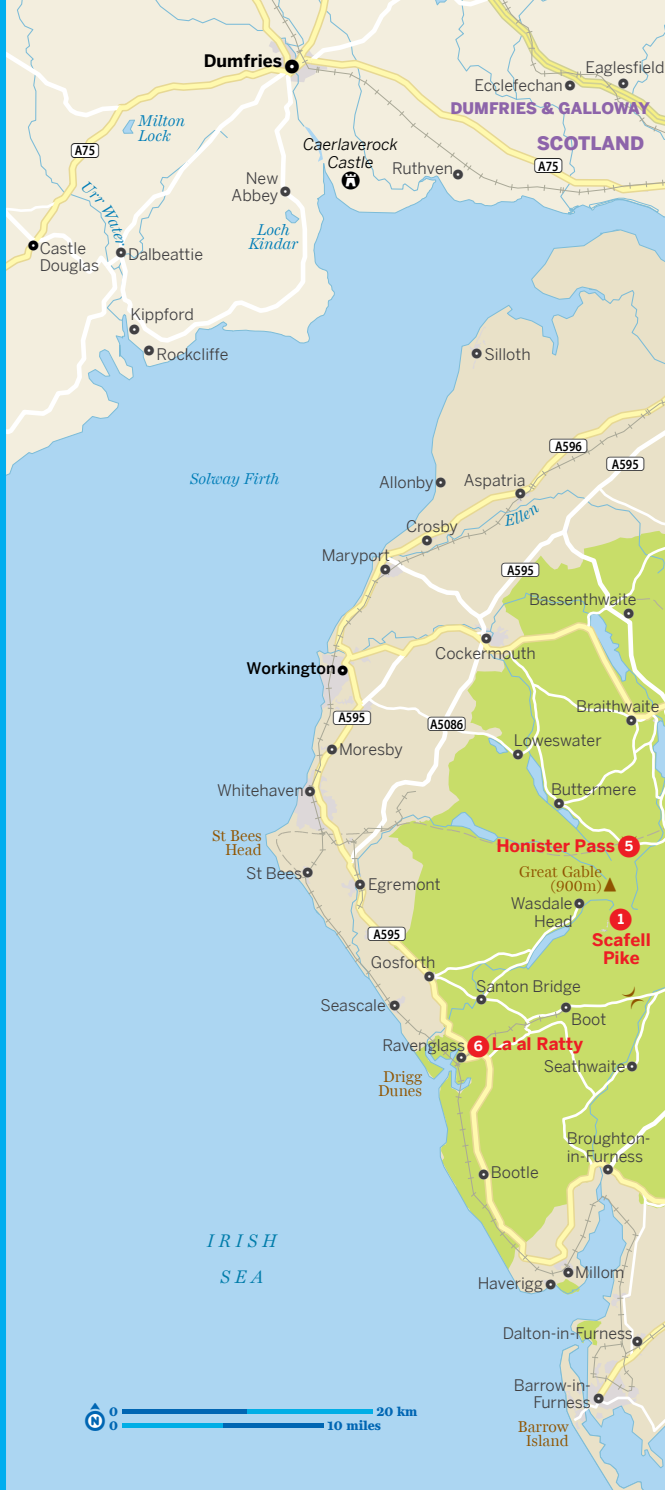 Dumfries
Eaglesfield
Ecclefechan
DUMFRIES & GALLOWAY
Milton
Lock
SCOTLAND
Caerlaverock
Castle
A75
Ruthven
A75
New
Abbey
Urr Water
Loch
Kindar
Castle
Douglas
Dalbeattie
Kippford
Rockcliffe
Silloth
A596
A595
Solway Firth
Allonby
Aspatria
Ellen
Crosby
Maryport
A595
Bassenthwaite
Cockermouth
Workington
Braithwaite
A595
A5086
Moresby
Loweswater
Whitehaven
Buttermere
St Bees
Head
Honister Pass 5
St Bees
Great Gable
(900m)
Egremont
Wasdale
Head
1
Scafell
Pike
A595
Gosforth
Santon Bridge
Seascale
Boot
Ravenglass
6 La'al Ratty
Seathwaite
Drigg
Dunes
Broughton-
in-Furness
Bootle
IRISH
SEA
Millom
Haverigg
Dalton-in-Furness
Barrow-in-
Furness
Barrow
Island
N
0 20 km
0 10 miles